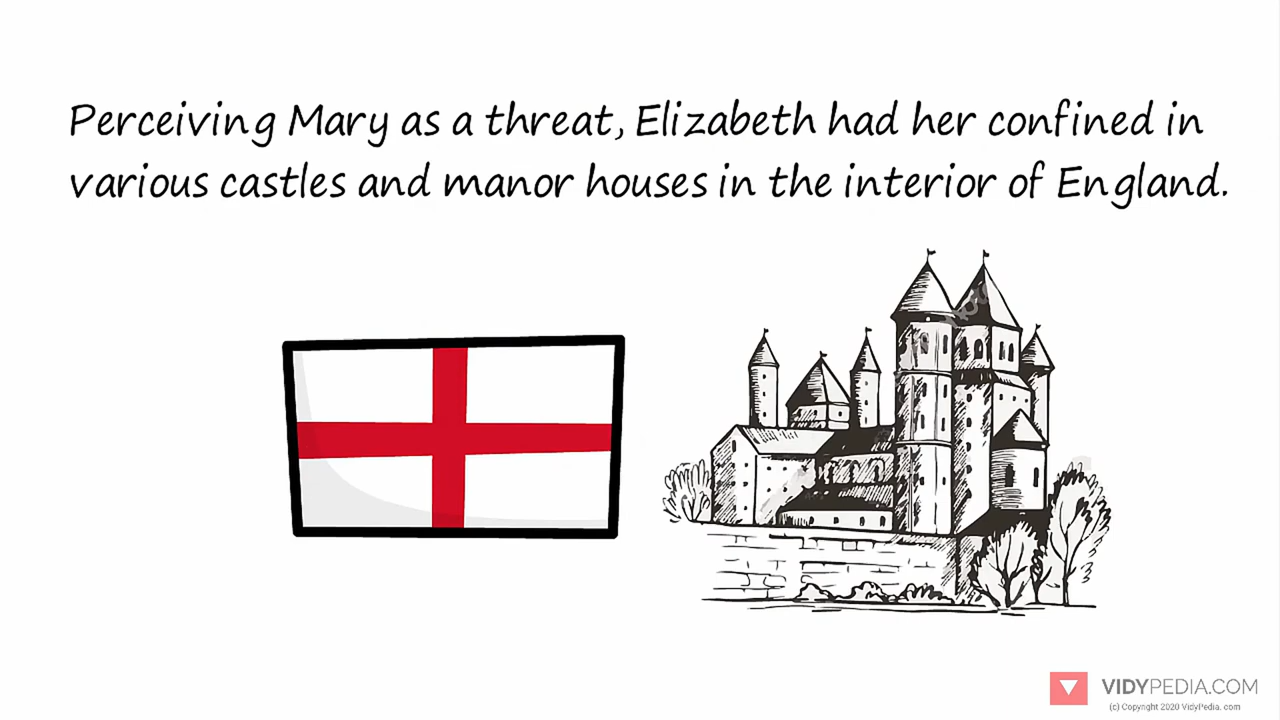 Perceiving Mary as a threat, Elizabeth had her confined in
various castles and manor houses in the interior of England.
VIDYPEDIA.COM
(c) Copyright 2020 VidyPedia. com